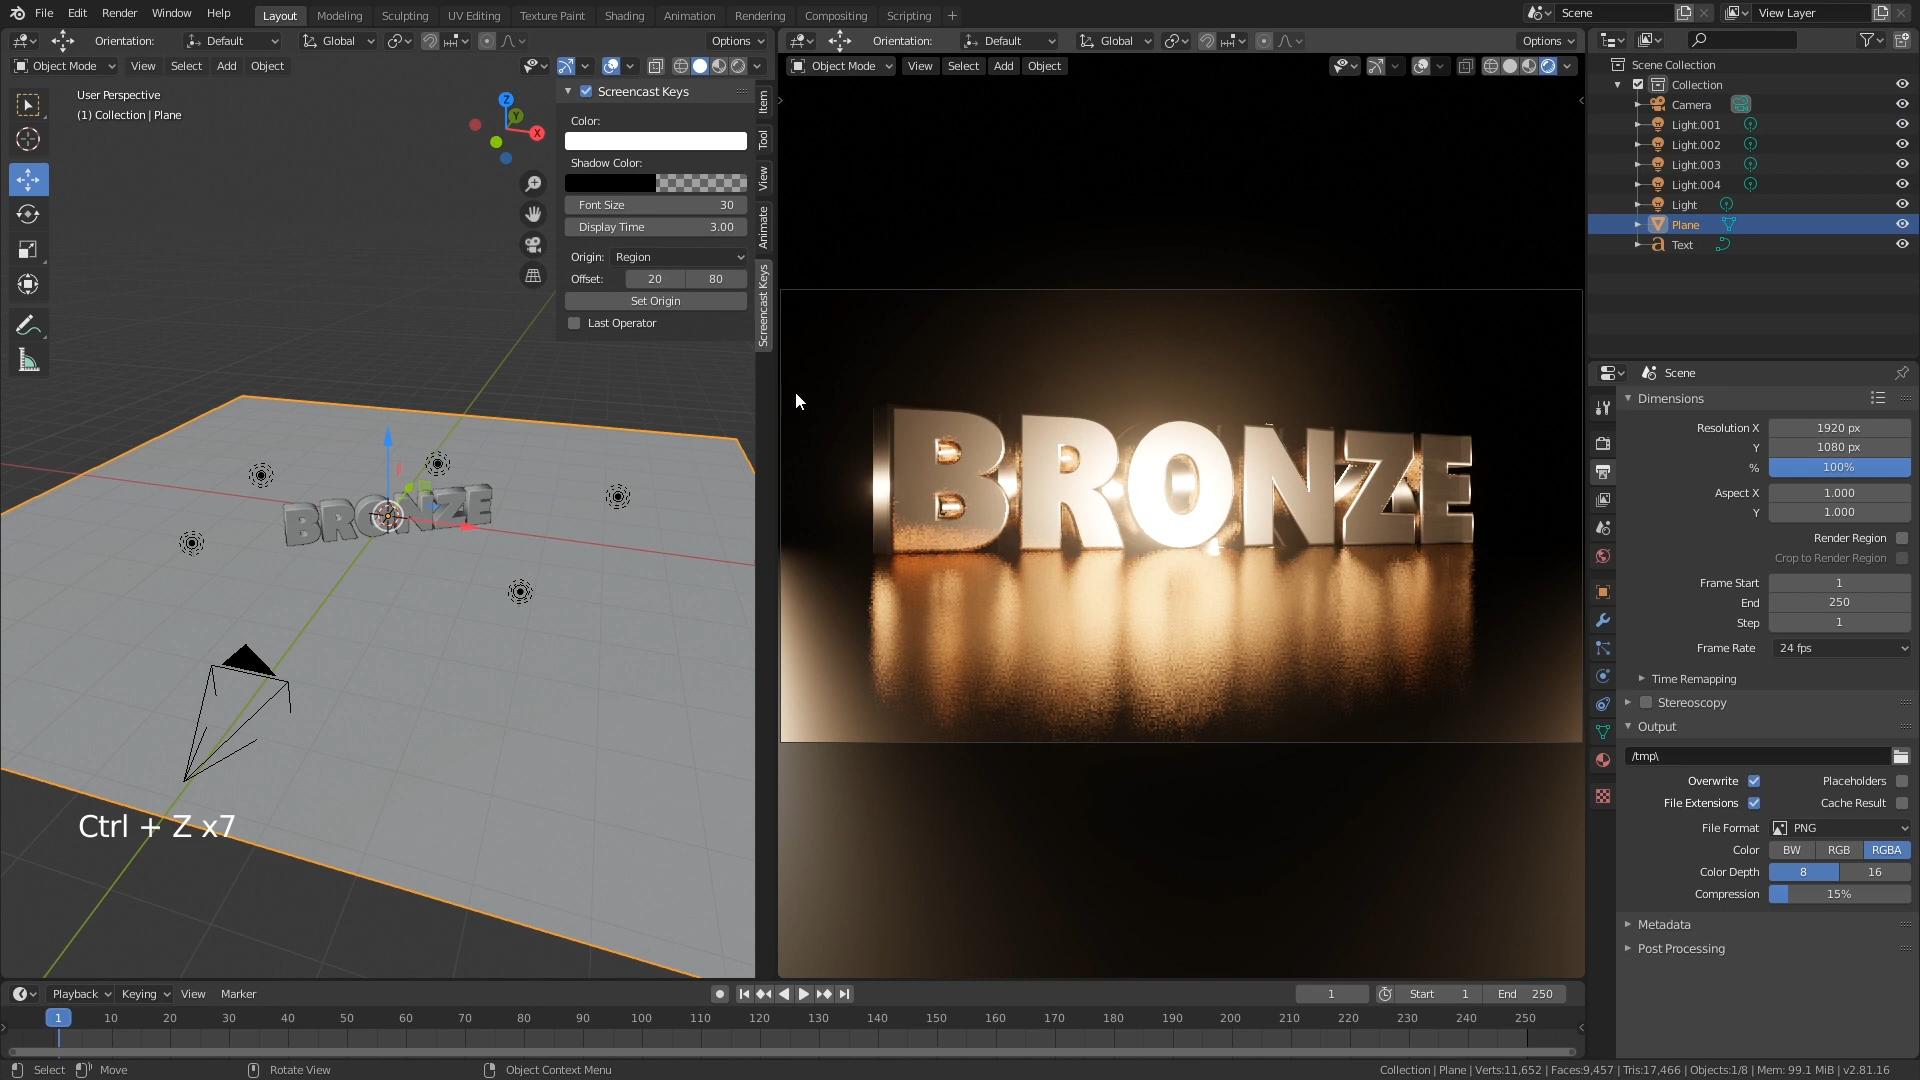 File Edit Render Window Help Layout Modeling Sculpting UV Editing Texture Paint Shading Animation Rendering Compositing Scripting + Scene View Layer
Orientation: Default Global Options
Orientation: Default Global Options
Object Mode View Select Add Object
Object Mode View Select Add Object
User Perspective
(1) Collection | Plane
Z
Y
X
Screencast Keys
Color:
Shadow Color:
Font Size 30
Display Time 3.00
Origin: Region
Offset: 20 80
Set Origin
Last Operator
Item
Tool
View
Animate
Screencast Keys
BRONZE
Ctrl + Z x7
BRONZE
Scene Collection
Collection
Camera
Light.001
Light.002
Light.003
Light.004
Light
Plane
Text
Scene
Dimensions
Resolution X 1920 px
Y 1080 px
% 100%
Aspect X 1.000
Y 1.000
Render Region
Crop to Render Region
Frame Start 1
End 250
Step 1
Frame Rate 24 fps
Time Remapping
Stereoscopy
Output
/tmp\
Overwrite Placeholders
File Extensions Cache Result
File Format PNG
Color BW RGB RGBA
Color Depth 8 16
Compression 15%
Metadata
Post Processing
Playback Keying View Marker 1 Start 1 End 250
1 10 20 30 40 50 60 70 80 90 100 110 120 130 140 150 160 170 180 190 200 210 220 230 240 250
Select Move Rotate View Object Context Menu Collection | Plane | Verts:11,652 | Faces:9,457 | Tris:17,466 | Objects:1/8 | Mem: 99.1 MiB | v2.81.16